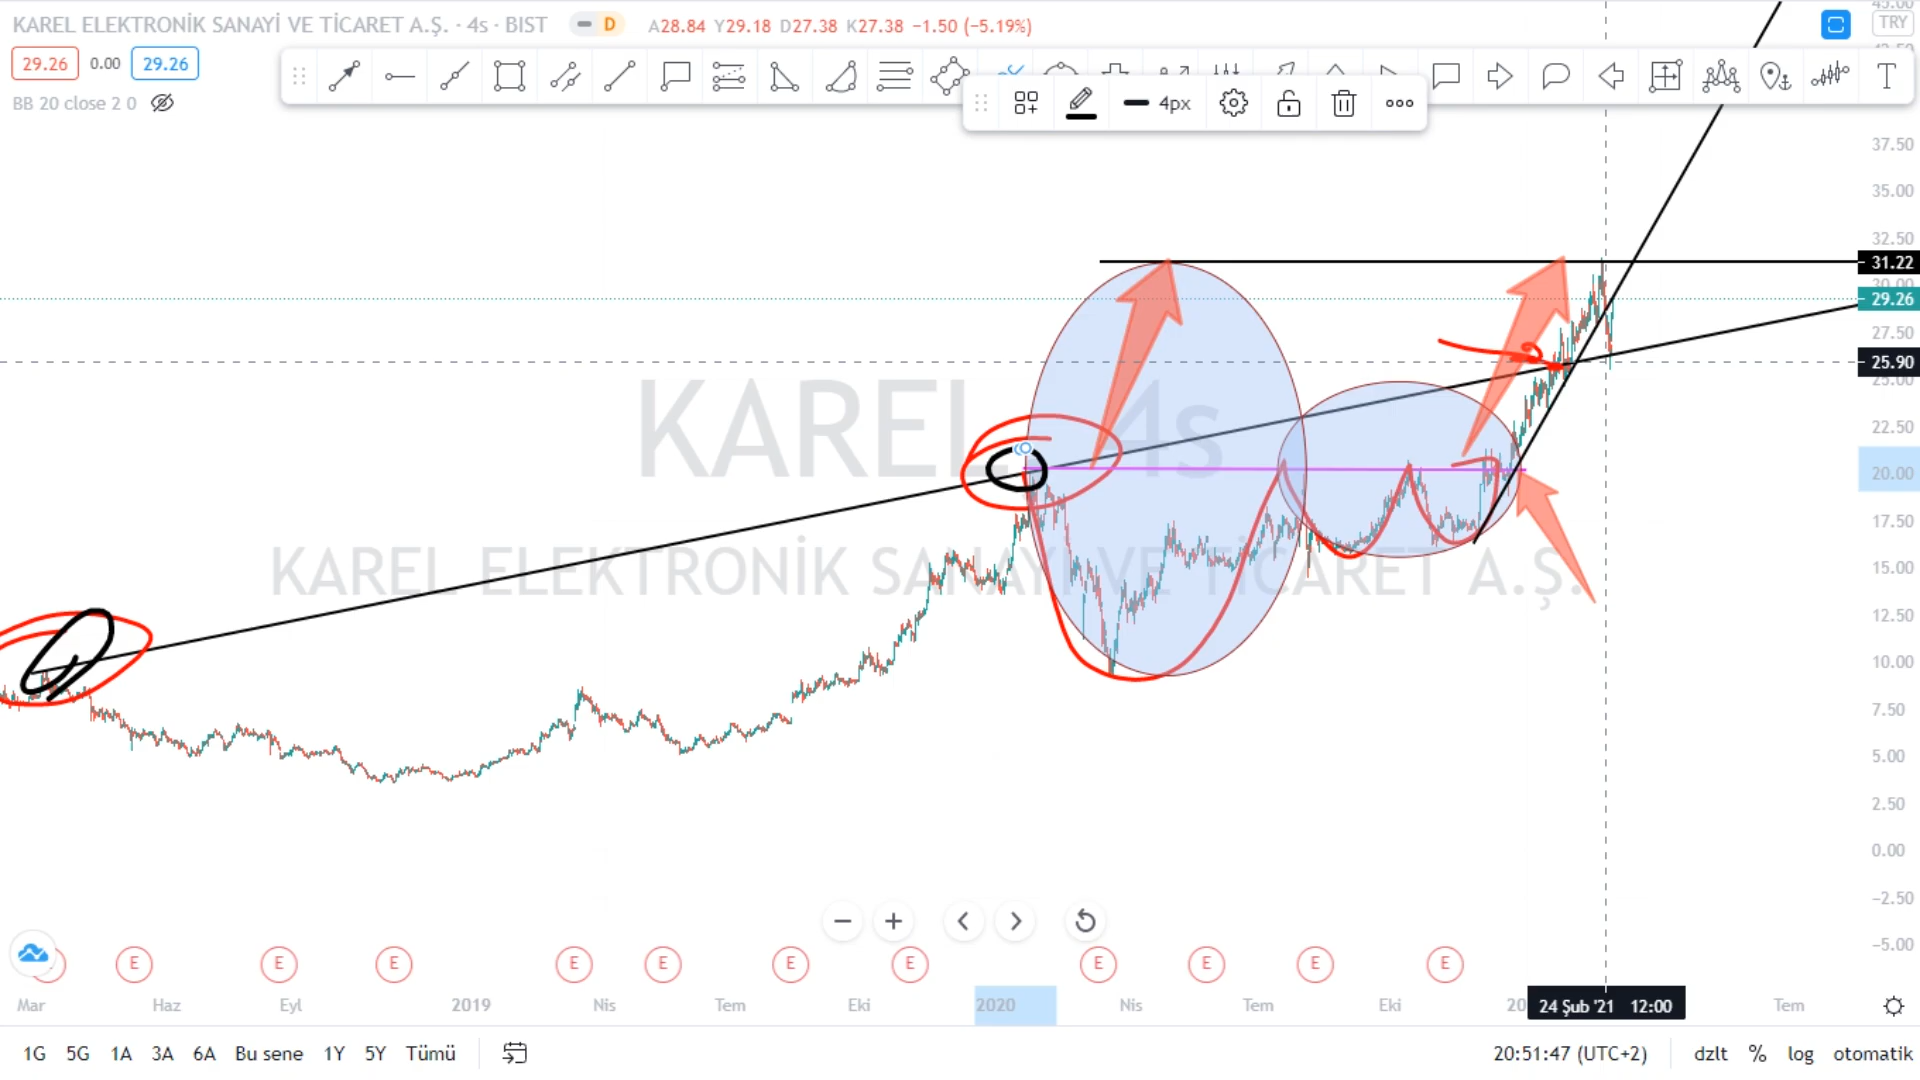 KAREL ELEKTRONİK SANAYİ VE TİCARET A.Ş. · 4s · BIST
D
A28.84 Y29.18 D27.38 K27.38 −1.50 (−5.19%)
TRY
29.26 0.00 29.26
BB 20 close 2 0
4px
T
37.50
35.00
32.50
31.22
29.26
27.50
25.90
25.00
22.50
20.00
17.50
15.00
12.50
10.00
7.50
5.00
2.50
0.00
−2.50
−5.00
KAREL, 4s
KAREL ELEKTRONİK SANAYİ VE TİCARET A.Ş.
E E E E E E E E E E E
Mar Haz Eyl 2019 Nis Tem Eki 2020 Nis Tem Eki 20 24 Şub '21 12:00 Tem
1G 5G 1A 3A 6A Bu sene 1Y 5Y Tümü
20:51:47 (UTC+2) dzlt % log otomatik